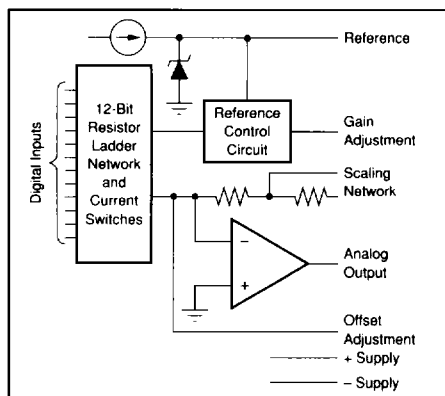 Reference
12-Bit
Resistor
Ladder
Network
and
Current
Switches
Digital Inputs
Reference
Control
Circuit
Gain
Adjustment
Scaling
Network
−
+
Analog
Output
Offset
Adjustment
+ Supply
− Supply